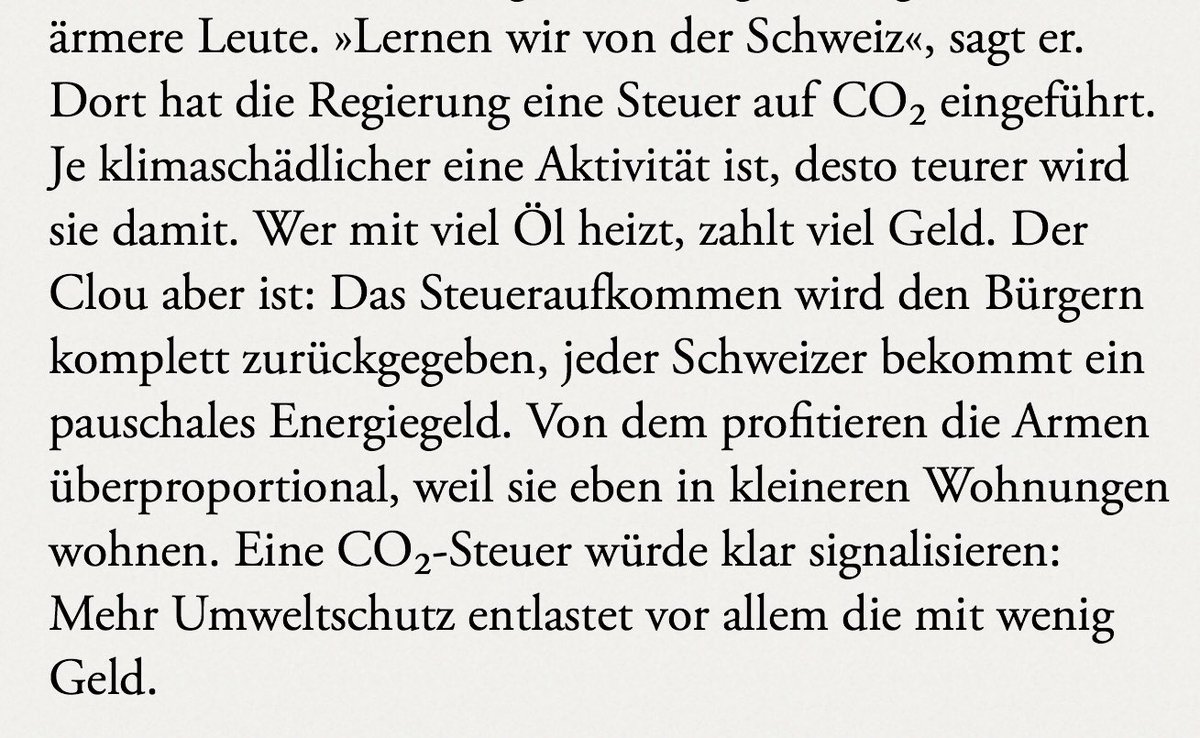 ärmere Leute. »Lernen wir von der Schweiz«, sagt er.
Dort hat die Regierung eine Steuer auf CO₂ eingeführt.
Je klimaschädlicher eine Aktivität ist, desto teurer wird
sie damit. Wer mit viel Öl heizt, zahlt viel Geld. Der
Clou aber ist: Das Steueraufkommen wird den Bürgern
komplett zurückgegeben, jeder Schweizer bekommt ein
pauschales Energiegeld. Von dem profitieren die Armen
überproportional, weil sie eben in kleineren Wohnungen
wohnen. Eine CO₂-Steuer würde klar signalisieren:
Mehr Umweltschutz entlastet vor allem die mit wenig
Geld.